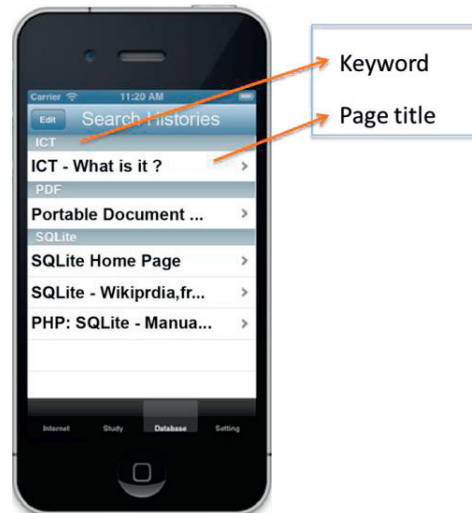 Carrier 11:20 AM
Edit Search Histories
ICT
ICT - What is it ?
PDF
Portable Document ...
SQLite
SQLite Home Page
SQLite - Wikiprdia,fr...
PHP: SQLite - Manua...
Internet Study Database Setting
Keyword
Page title